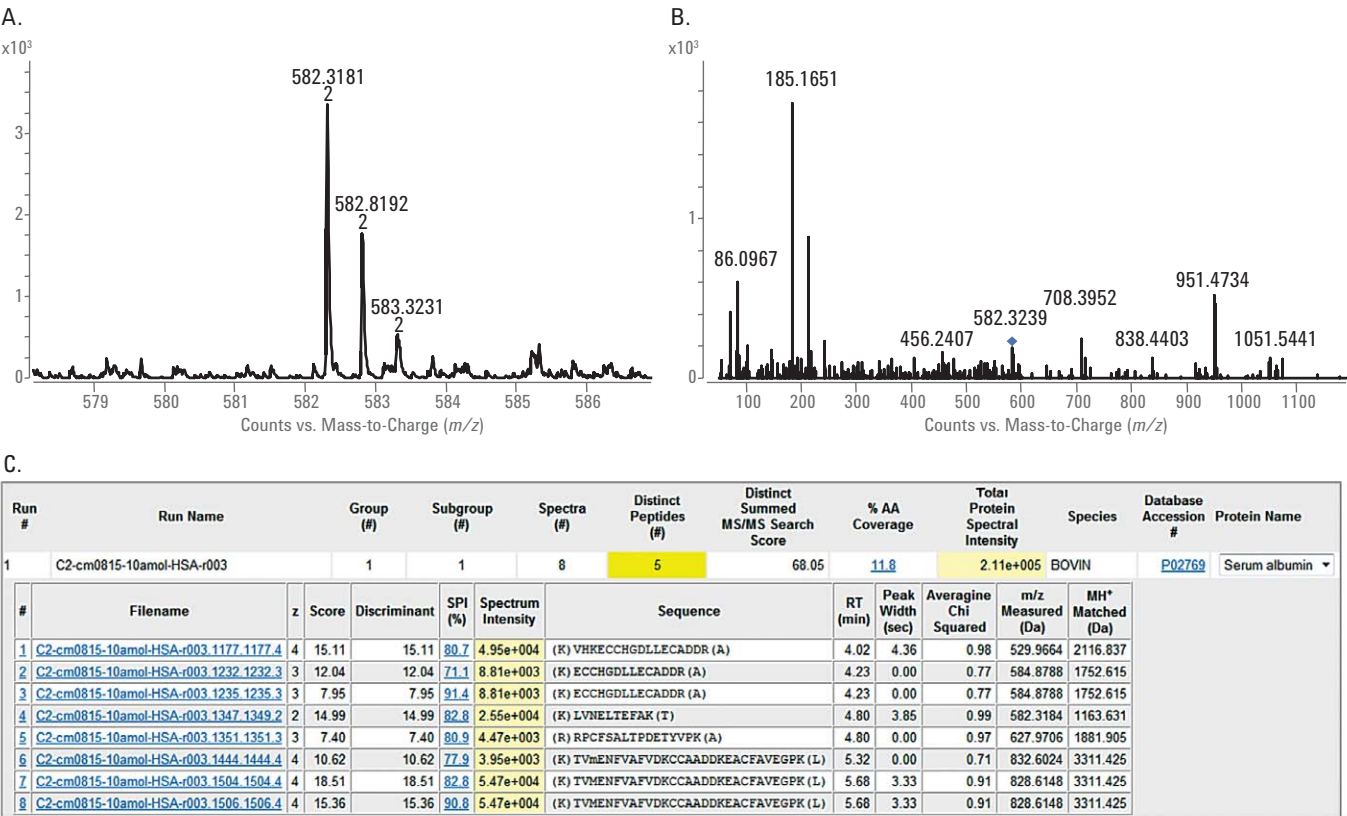 A.
x10³
582.3181
2
582.8192
2
583.3231
2
3
2
1
0
579 580 581 582 583 584 585 586
Counts vs. Mass-to-Charge (m/z)
B.
x10³
185.1651
86.0967
456.2407
582.3239
708.3952
838.4403
951.4734
1051.5441
1
0
100 200 300 400 500 600 700 800 900 1000 1100
Counts vs. Mass-to-Charge (m/z)
C.
Run # Run Name Group (#) Subgroup (#) Spectra (#) Distinct Peptides (#) Distinct Summed MS/MS Search Score % AA Coverage Total Protein Spectral Intensity Species Database Accession # Protein Name
1 C2-cm0815-10amol-HSA-r003 1 1 8 5 68.05 11.8 2.11e+005 BOVIN P02769 Serum albumin
# Filename z Score Discriminant SPI (%) Spectrum Intensity Sequence RT (min) Peak Width (sec) Averagine Chi Squared m/z Measured (Da) MH⁺ Matched (Da)
1 C2-cm0815-10amol-HSA-r003.1177.1177.4 4 15.11 15.11 80.7 4.95e+004 (K)VHKECCHGDLLECADDR(A) 4.02 4.36 0.98 529.9664 2116.837
2 C2-cm0815-10amol-HSA-r003.1232.1232.3 3 12.04 12.04 71.1 8.81e+003 (K)ECCHGDLLECADDR(A) 4.23 0.00 0.77 584.8788 1752.615
3 C2-cm0815-10amol-HSA-r003.1235.1235.3 3 7.95 7.95 91.4 8.81e+003 (K)ECCHGDLLECADDR(A) 4.23 0.00 0.77 584.8788 1752.615
4 C2-cm0815-10amol-HSA-r003.1347.1349.2 2 14.99 14.99 82.8 2.55e+004 (K)LVNELTEFAK(T) 4.80 3.85 0.99 582.3184 1163.631
5 C2-cm0815-10amol-HSA-r003.1351.1351.3 3 7.40 7.40 80.9 4.47e+003 (R)RPCFSALTPDETYVPK(A) 4.80 0.00 0.97 627.9706 1881.905
6 C2-cm0815-10amol-HSA-r003.1444.1444.4 4 10.62 10.62 77.9 3.95e+003 (K)TVmENFVAFVDKCCAADDKEACFAVEGPK(L) 5.32 0.00 0.71 832.6024 3311.425
7 C2-cm0815-10amol-HSA-r003.1504.1504.4 4 18.51 18.51 82.8 5.47e+004 (K)TVMENFVAFVDKCCAADDKEACFAVEGPK(L) 5.68 3.33 0.91 828.6148 3311.425
8 C2-cm0815-10amol-HSA-r003.1506.1506.4 4 15.36 15.36 90.8 5.47e+004 (K)TVMENFVAFVDKCCAADDKEACFAVEGPK(L) 5.68 3.33 0.91 828.6148 3311.425